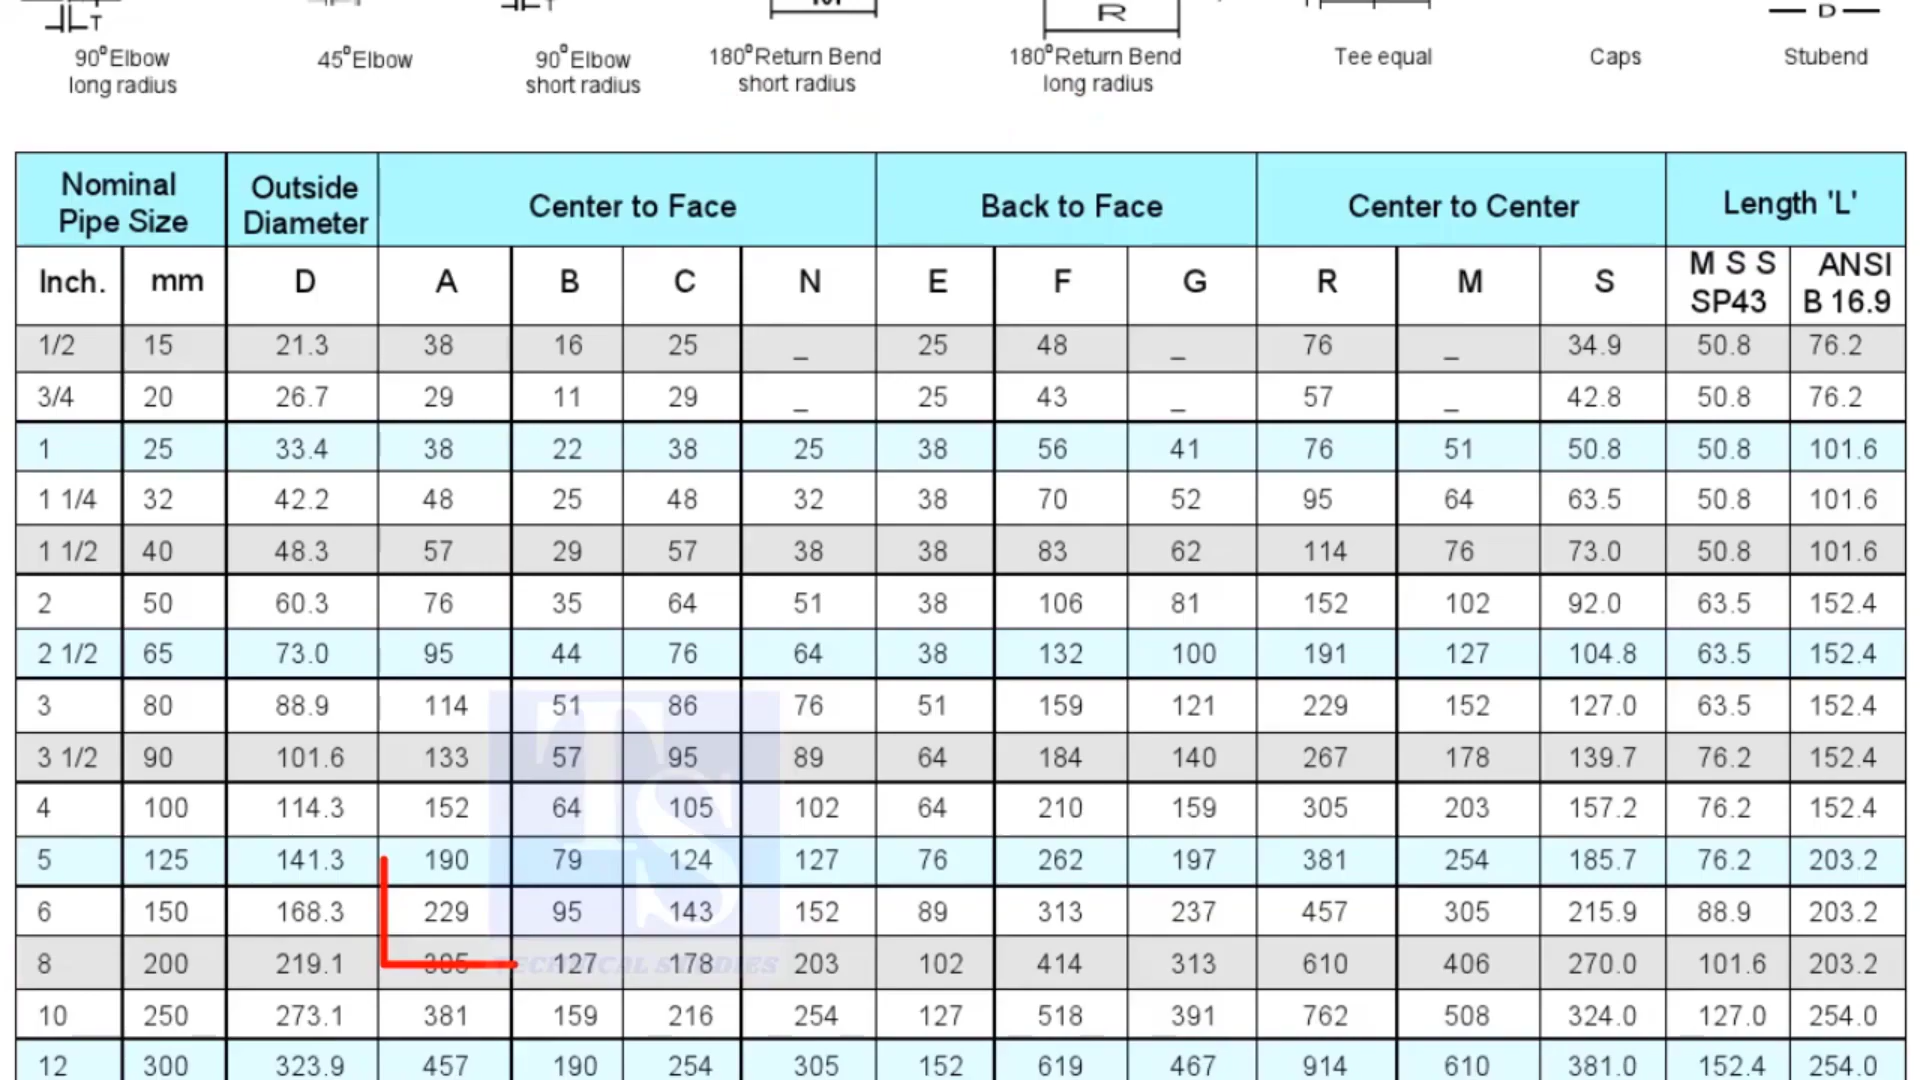 T
T
M
R
D
90°Elbow
long radius
45°Elbow
90°Elbow
short radius
180°Return Bend
short radius
180°Return Bend
long radius
Tee equal
Caps
Stubend
Nominal Pipe Size Outside Diameter Center to Face Back to Face Center to Center Length 'L'
Inch. mm D A B C N E F G R M S M S S SP43 ANSI B 16.9
1/2 15 21.3 38 16 25 _ 25 48 _ 76 _ 34.9 50.8 76.2
3/4 20 26.7 29 11 29 _ 25 43 _ 57 _ 42.8 50.8 76.2
1 25 33.4 38 22 38 25 38 56 41 76 51 50.8 50.8 101.6
1 1/4 32 42.2 48 25 48 32 38 70 52 95 64 63.5 50.8 101.6
1 1/2 40 48.3 57 29 57 38 38 83 62 114 76 73.0 50.8 101.6
2 50 60.3 76 35 64 51 38 106 81 152 102 92.0 63.5 152.4
2 1/2 65 73.0 95 44 76 64 38 132 100 191 127 104.8 63.5 152.4
3 80 88.9 114 51 86 76 51 159 121 229 152 127.0 63.5 152.4
3 1/2 90 101.6 133 57 95 89 64 184 140 267 178 139.7 76.2 152.4
4 100 114.3 152 64 105 102 64 210 159 305 203 157.2 76.2 152.4
5 125 141.3 190 79 124 127 76 262 197 381 254 185.7 76.2 203.2
6 150 168.3 229 95 143 152 89 313 237 457 305 215.9 88.9 203.2
8 200 219.1 127 178 203 102 414 313 610 406 270.0 101.6 203.2
10 250 273.1 381 159 216 254 127 518 391 762 508 324.0 127.0 254.0
12 300 323.9 457 190 254 305 152 619 467 914 610 381.0 152.4 254.0
TS
TECHNICAL STUDIES